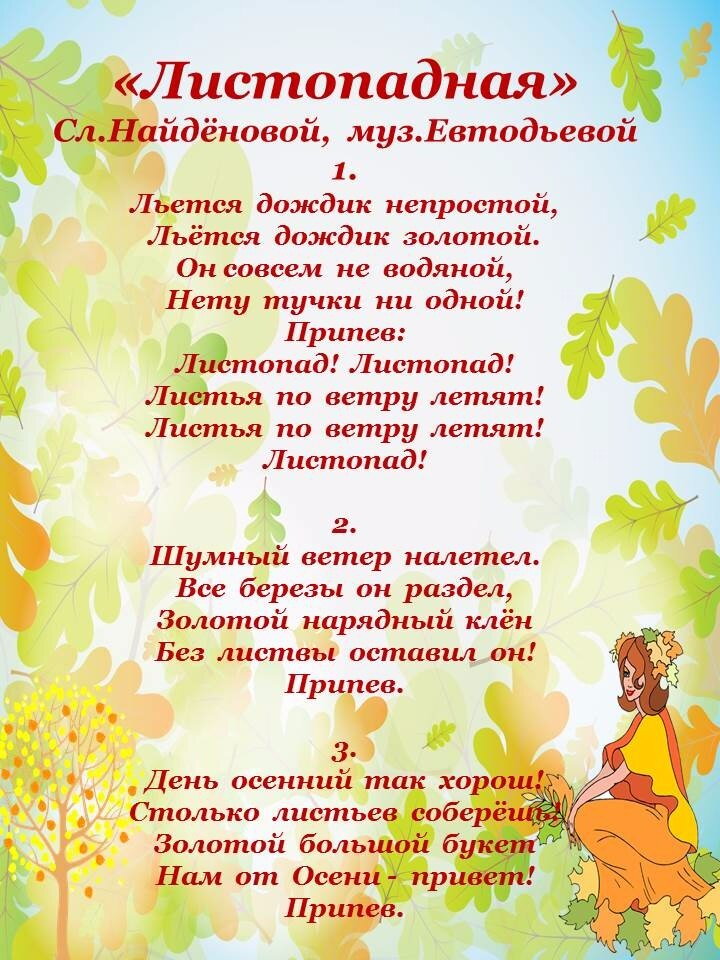 «Листопадная»
Сл.Найдёновой, муз.Евтодьевой
1.
Льется дождик непростой,
Льётся дождик золотой.
Он совсем не водяной,
Нету тучки ни одной!
Припев:
Листопад! Листопад!
Листья по ветру летят!
Листья по ветру летят!
Листопад!
2.
Шумный ветер налетел.
Все березы он раздел,
Золотой нарядный клён
Без листвы оставил он!
Припев.
3.
День осенний так хорош!
Столько листьев соберёшь!
Золотой большой букет
Нам от Осени - привет!
Припев.